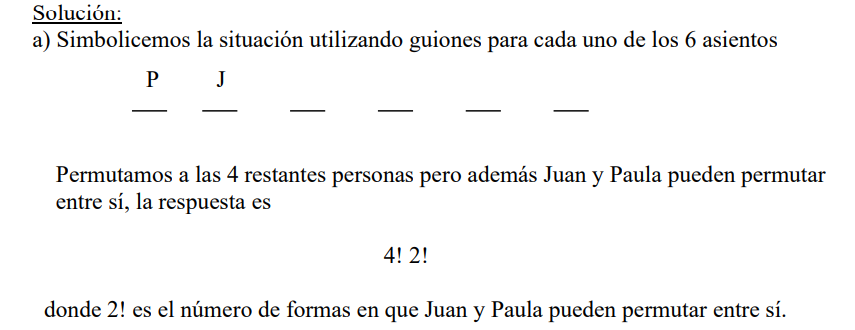 Solución:
a) Simbolicemos la situación utilizando guiones para cada uno de los 6 asientos
P J
Permutamos a las 4 restantes personas pero además Juan y Paula pueden permutar
entre sí, la respuesta es
4! 2!
donde 2! es el número de formas en que Juan y Paula pueden permutar entre sí.